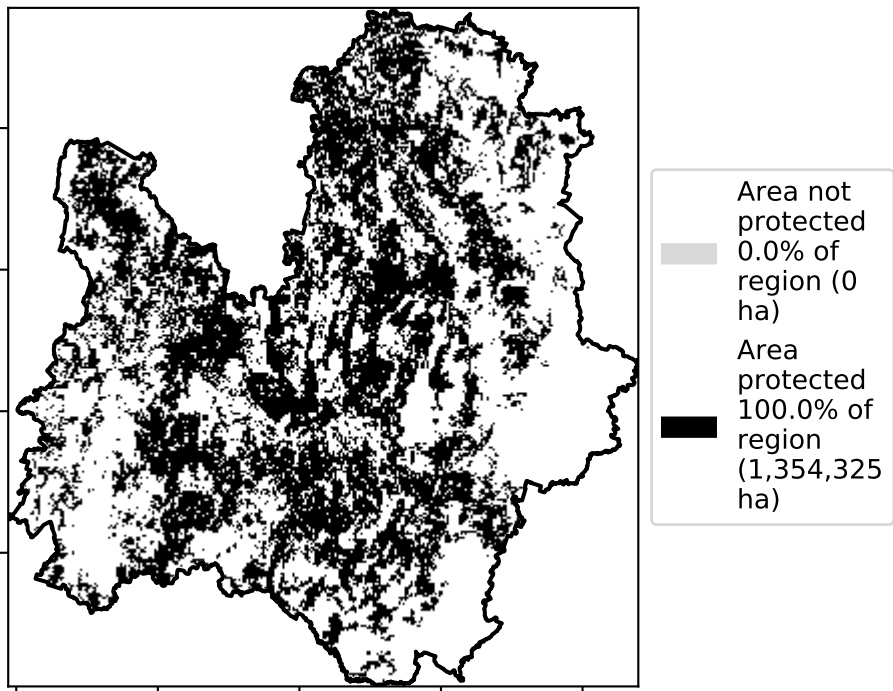 Area not
protected
0.0% of
region (0
ha)
Area
protected
100.0% of
region
(1,354,325
ha)